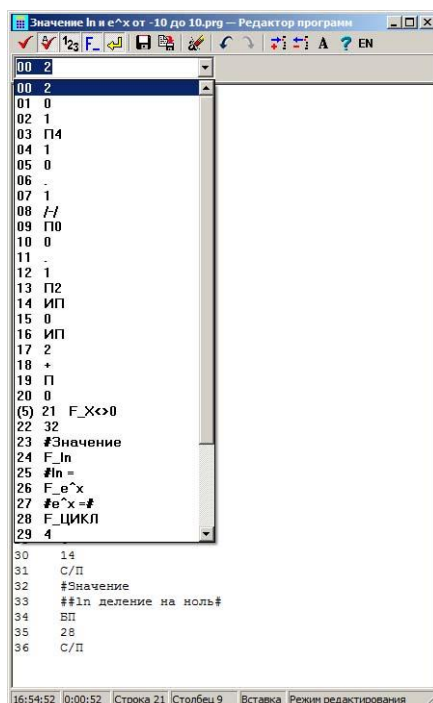 Значение ln и e^x от -10 до 10.prg — Редактор программ
123 F_ A ? EN
00 2
00 2
01 0
02 1
03 П4
04 1
05 0
06 .
07 1
08 /-/
09 П0
10 0
11 .
12 1
13 П2
14 ИП
15 0
16 ИП
17 2
18 +
19 П
20 0
(5) 21 F_X<>0
22 32
23 #Значение
24 F_ln
25 #ln =
26 F_e^x
27 #e^x =#
28 F_ЦИКЛ
29 4
30 14
31 С/П
32 #Значение
33 ##ln деление на ноль#
34 БП
35 28
36 С/П
16:54:52 0:00:52 Строка 21 Столбец 9 Вставка Режим редактирования